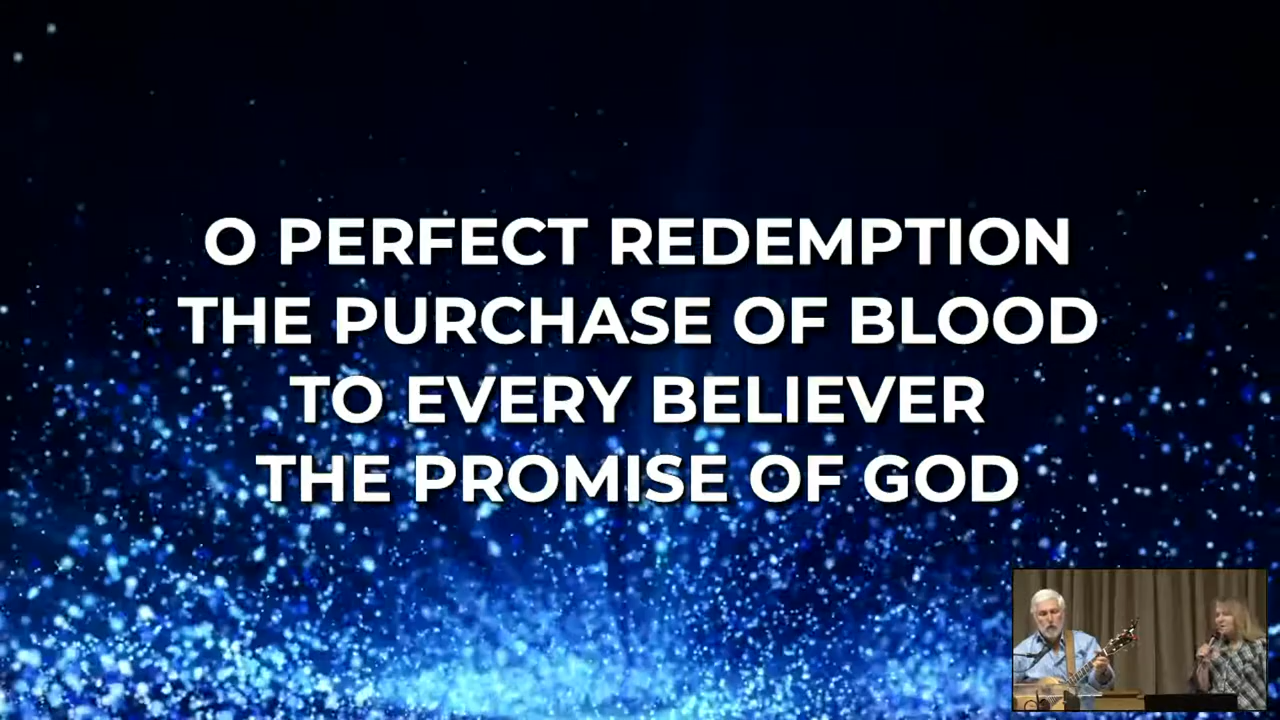 O PERFECT REDEMPTION
THE PURCHASE OF BLOOD
TO EVERY BELIEVER
THE PROMISE OF GOD